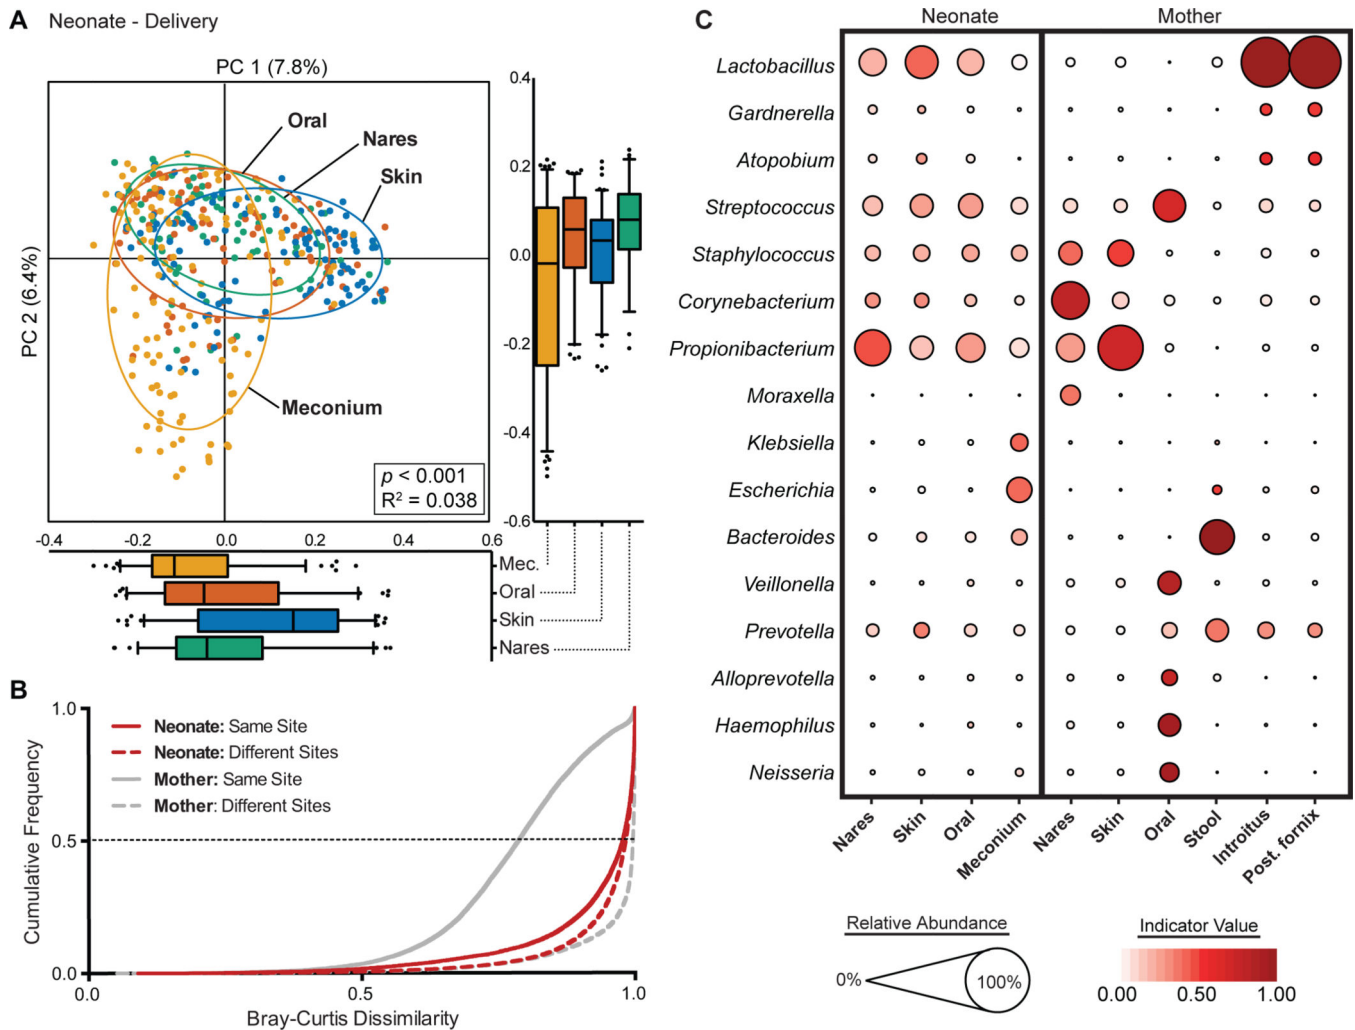 A Neonate - Delivery
PC 1 (7.8%)
PC 2 (6.4%)
Oral
Nares
Skin
Meconium
p < 0.001
R² = 0.038
-0.4
-0.2
0.0
0.2
0.4
0.6
0.4
0.2
0.0
-0.2
-0.4
-0.6
Mec.
Oral
Skin
Nares
B
Cumulative Frequency
1.0
0.5
0.0
Neonate: Same Site
Neonate: Different Sites
Mother: Same Site
Mother: Different Sites
0.0
0.5
1.0
Bray-Curtis Dissimilarity
C
Neonate
Mother
Lactobacillus
Gardnerella
Atopobium
Streptococcus
Staphylococcus
Corynebacterium
Propionibacterium
Moraxella
Klebsiella
Escherichia
Bacteroides
Veillonella
Prevotella
Alloprevotella
Haemophilus
Neisseria
Nares
Skin
Oral
Meconium
Nares
Skin
Oral
Stool
Introitus
Post. fornix
Relative Abundance
0%
100%
Indicator Value
0.00
0.50
1.00